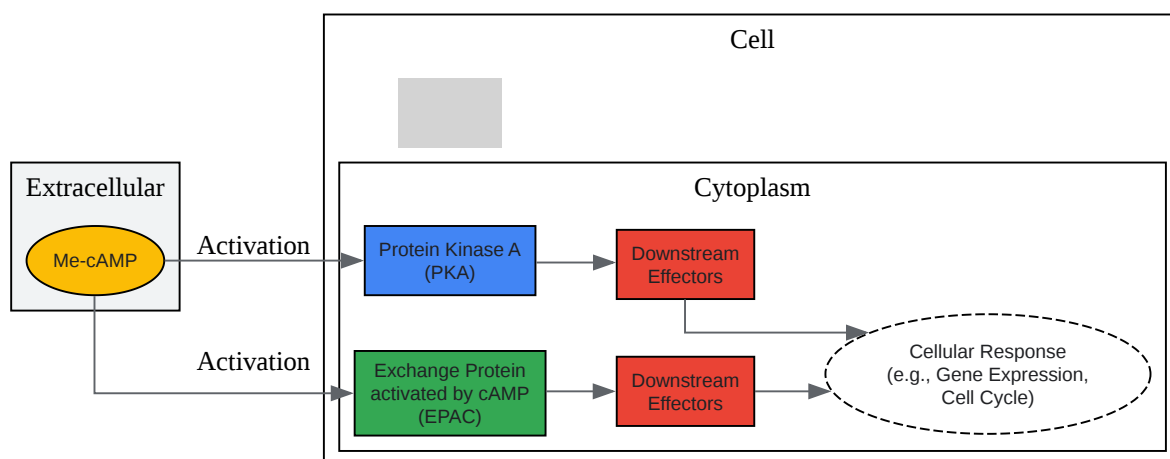 Cell
Extracellular
Me-cAMP
Activation
Activation
Cytoplasm
Protein Kinase A
(PKA)
Downstream
Effectors
Exchange Protein
activated by cAMP
(EPAC)
Downstream
Effectors
Cellular Response
(e.g., Gene Expression,
Cell Cycle)